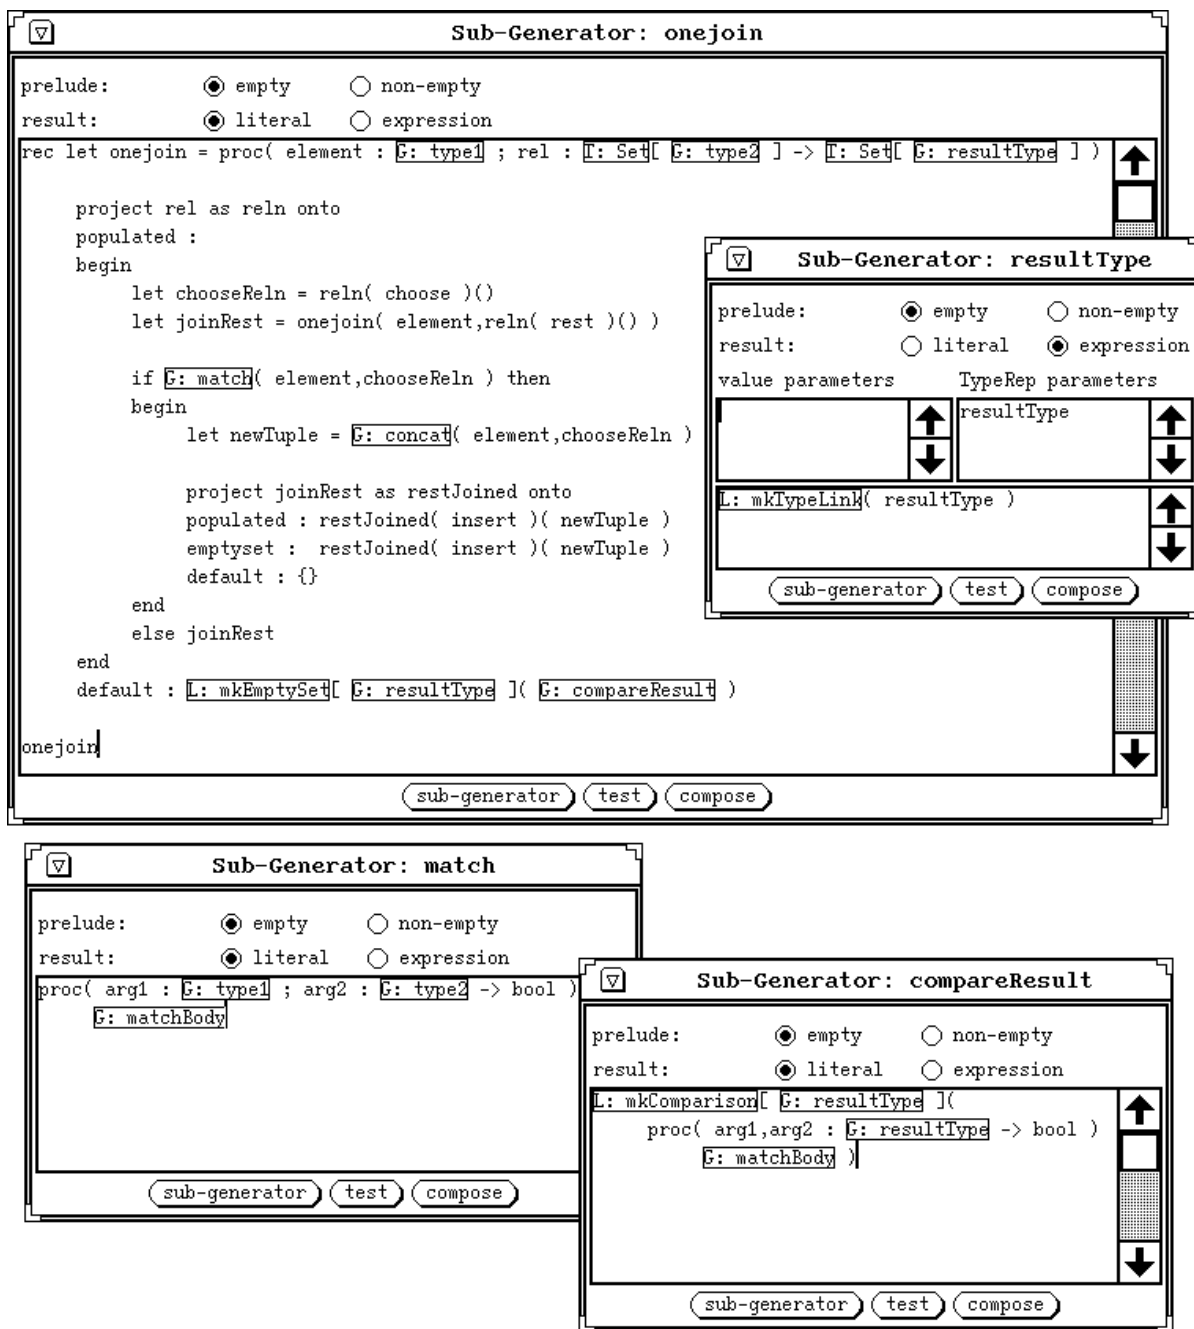 Sub-Generator: onejoin
prelude: empty non-empty
result: literal expression
rec let onejoin = proc( element : G: type1 ; rel : T: Set[ G: type2 ] -> T: Set[ G: resultType ] )
project rel as reln onto
populated :
begin
let chooseReln = reln( choose )()
let joinRest = onejoin( element,reln( rest )() )
if G: match( element,chooseReln ) then
begin
let newTuple = G: concat( element,chooseReln )
project joinRest as restJoined onto
populated : restJoined( insert )( newTuple )
emptyset : restJoined( insert )( newTuple )
default : {}
end
else joinRest
end
default : L: mkEmptySet[ G: resultType ]( G: compareResult )
onejoin
sub-generator test compose
Sub-Generator: resultType
prelude: empty non-empty
result: literal expression
value parameters TypeRep parameters
resultType
L: mkTypeLink( resultType )
sub-generator test compose
Sub-Generator: match
prelude: empty non-empty
result: literal expression
proc( arg1 : G: type1 ; arg2 : G: type2 -> bool )
G: matchBody
sub-generator test compose
Sub-Generator: compareResult
prelude: empty non-empty
result: literal expression
L: mkComparison[ G: resultType ](
proc( arg1,arg2 : G: resultType -> bool )
G: matchBody )
sub-generator test compose